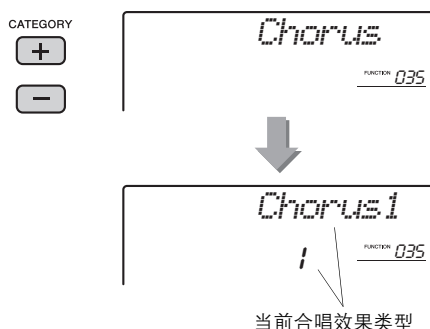 CATEGORY
+
−
Chorus
FUNCTION 035
Chorus1
1 FUNCTION 035
当前合唱效果类型